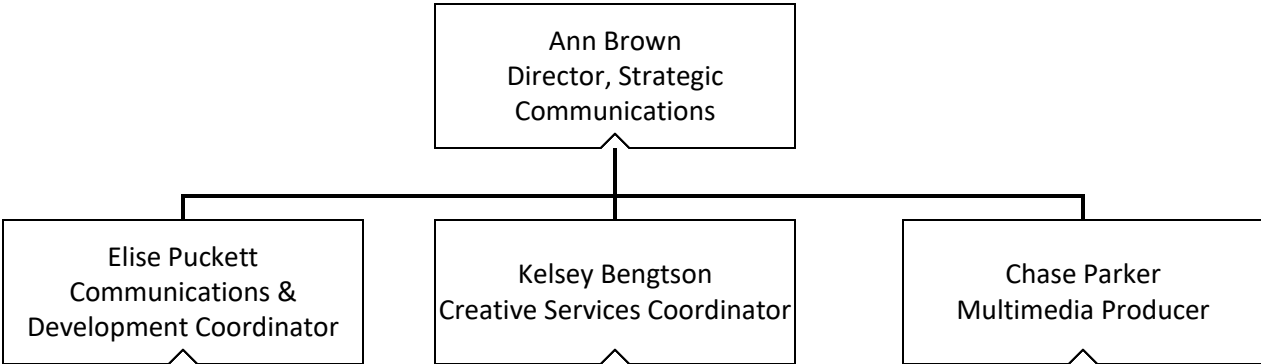 Ann Brown
Director, Strategic
Communications
Elise Puckett
Communications &
Development Coordinator
Kelsey Bengtson
Creative Services Coordinator
Chase Parker
Multimedia Producer